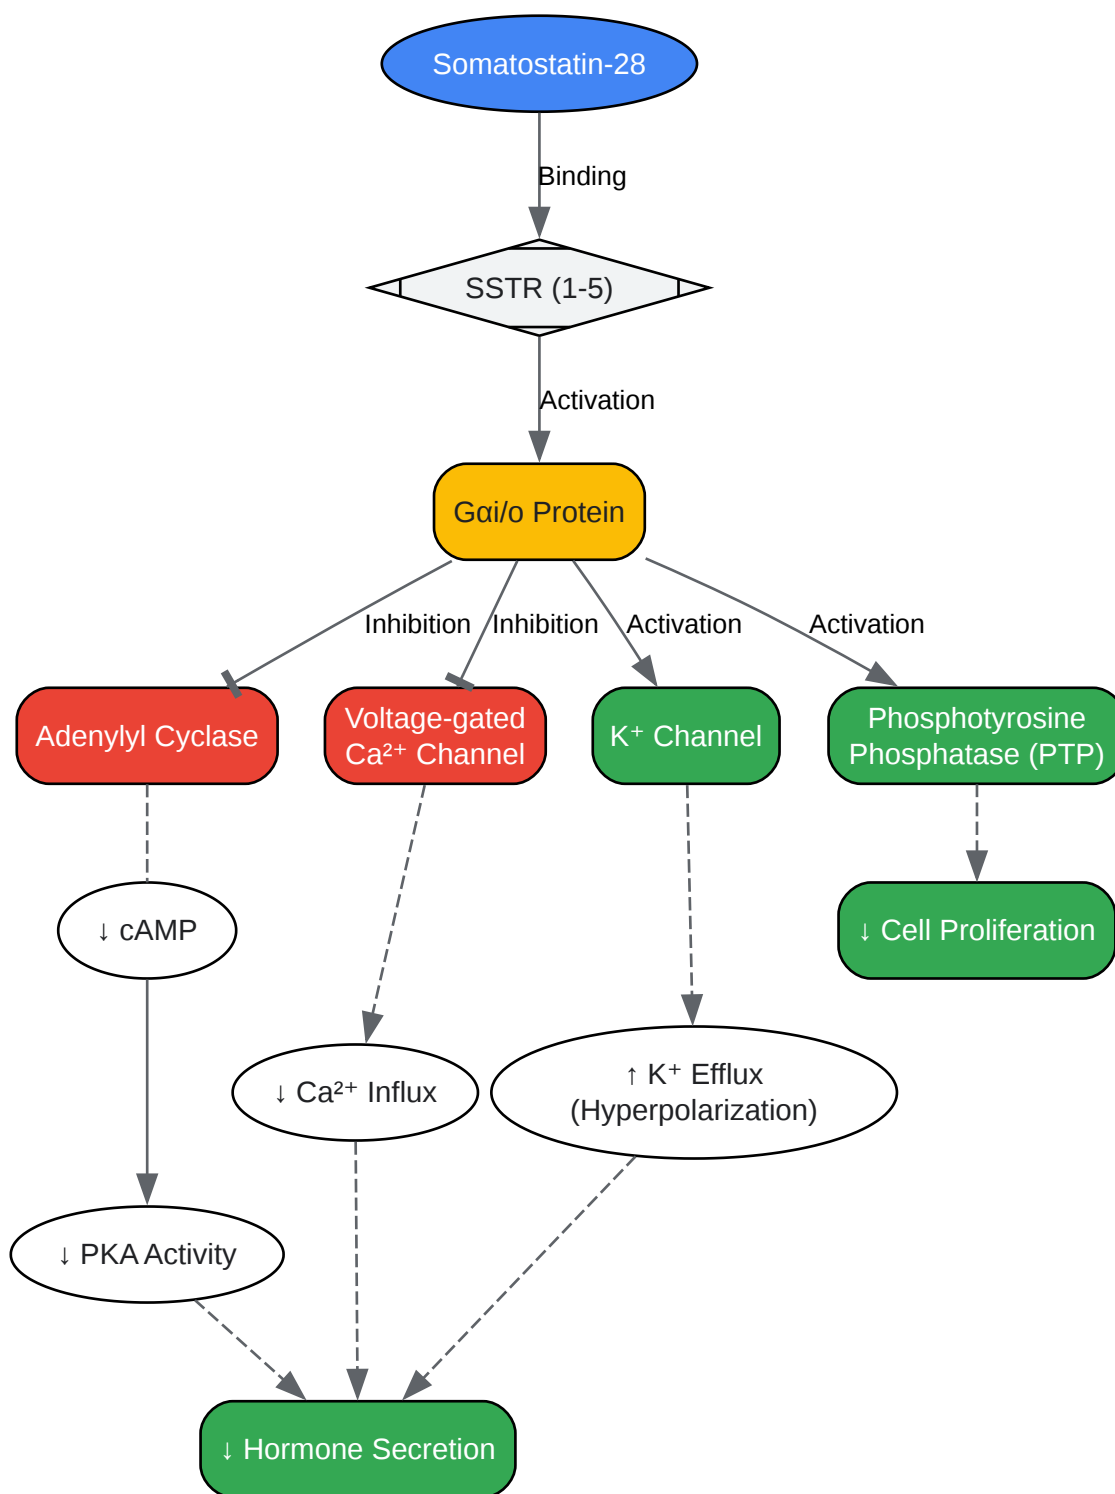 Somatostatin-28
Binding
SSTR (1-5)
Activation
Gαi/o Protein
Inhibition
Inhibition
Activation
Activation
Adenylyl Cyclase
Voltage-gated
Ca²⁺ Channel
K⁺ Channel
Phosphotyrosine
Phosphatase (PTP)
↓ cAMP
↓ Cell Proliferation
↓ Ca²⁺ Influx
↑ K⁺ Efflux
(Hyperpolarization)
↓ PKA Activity
↓ Hormone Secretion